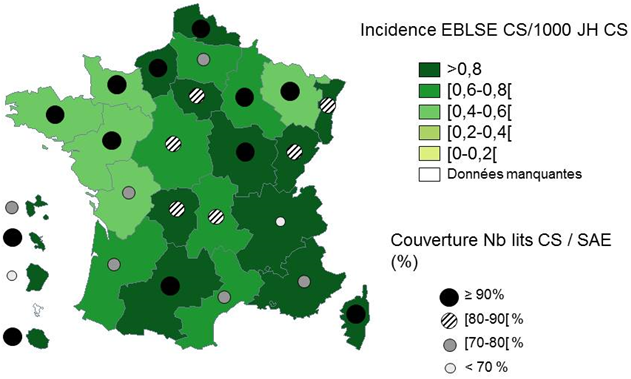 Incidence EBLSE CS/1000 JH CS
>0,8
[0,6-0,8[
[0,4-0,6[
[0,2-0,4[
[0-0,2[
Données manquantes
Couverture Nb lits CS / SAE
(%)
≥ 90%
[80-90[ %
[70-80[ %
< 70 %